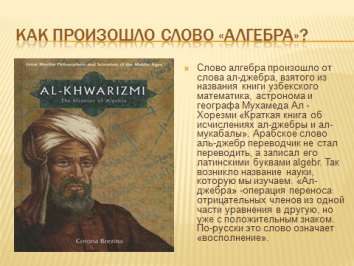 КАК ПРОИЗОШЛО СЛОВО «АЛГЕБРА»?
Great Muslim Philosophers and Scientists of the Middle Ages
AL-KHWARIZMI
The Inventor of Algebra
Corona Brezina
Слово алгебра произошло от
слова ал-джебра, взятого из
названия книги узбекского
математика, астронома и
географа Мухамеда Ал -
Хорезми «Краткая книга об
исчислениях ал-джебры и ал-
мукабалы». Арабское слово
аль-джебр переводчик не стал
переводить, а записал его
латинскими буквами algebr. Так
возникло название науки,
которую мы изучаем. «Ал-
джебра» -операция переноса
отрицательных членов из одной
части уравнения в другую, но
уже с положительным знаком.
По-русски это слово означает
«восполнение».